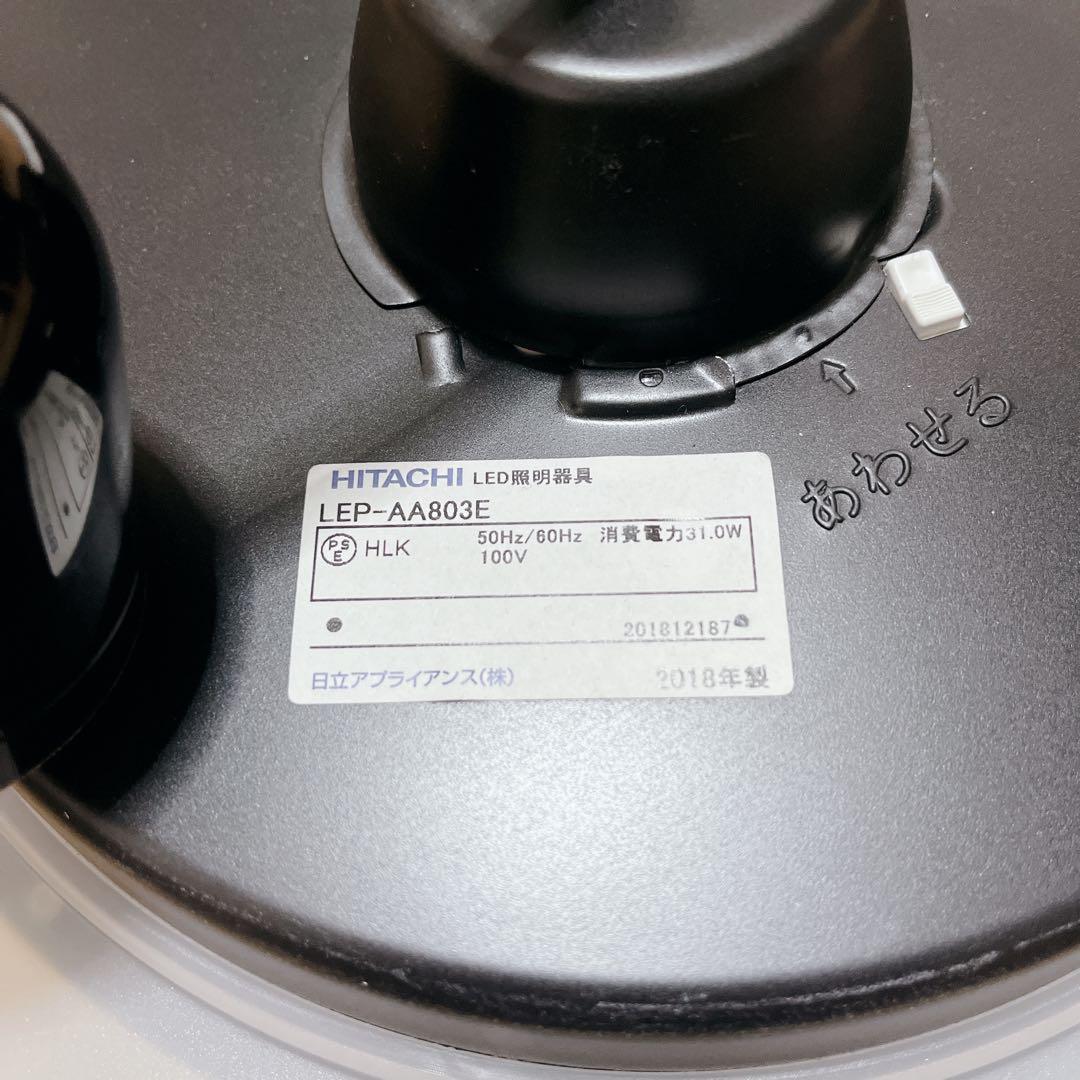 あわせる
HITACHI LED照明器具
LEP-AA803E
PS
E HLK 50Hz/60Hz 消費電力31.0W
100V
201812187
日立アプライアンス(株) 2018年製